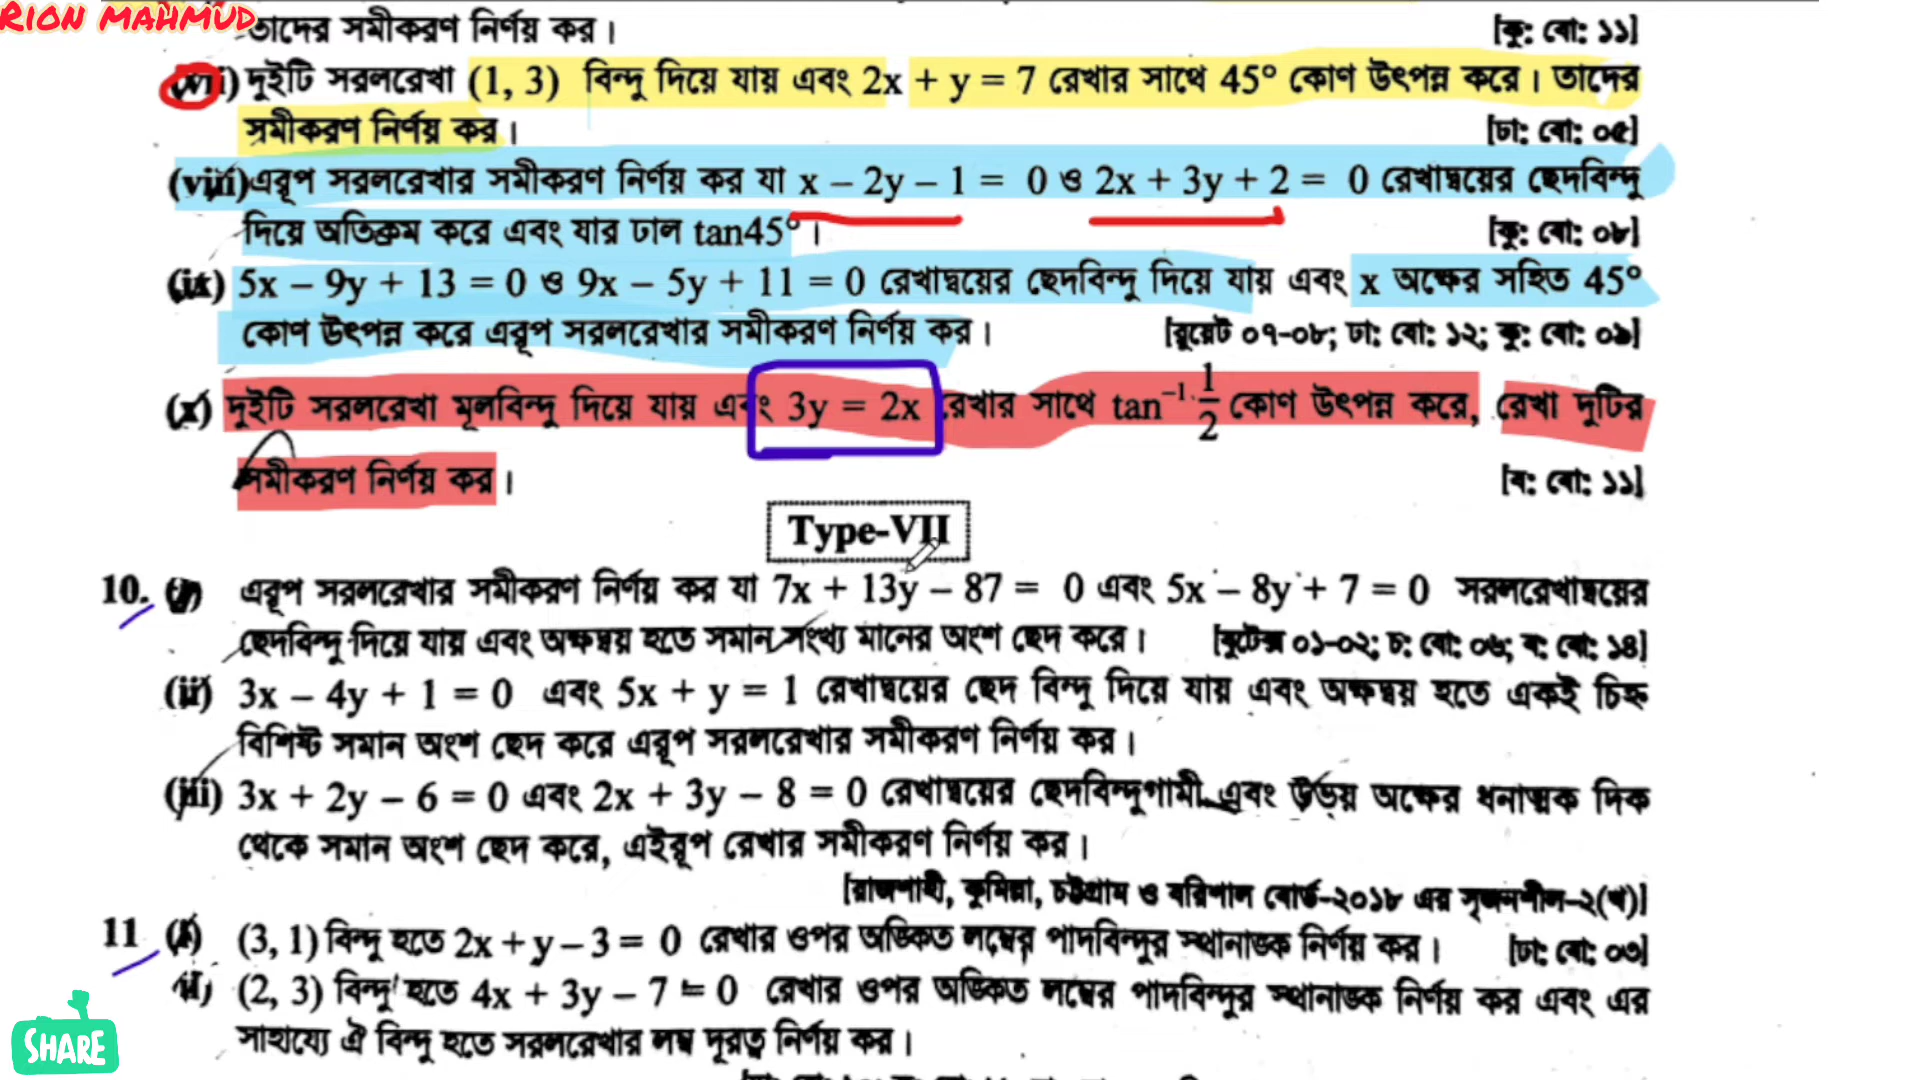 RION MAHMUD
তাদের সমীকরণ নির্ণয় কর। [কু: বো: ১১]
(vii) দুইটি সরলরেখা (1, 3) বিন্দু দিয়ে যায় এবং 2x + y = 7 রেখার সাথে 45° কোণ উৎপন্ন করে। তাদের
সমীকরণ নির্ণয় কর। [ঢা: বো: ০৫]
(viii) এরূপ সরলরেখার সমীকরণ নির্ণয় কর যা x – 2y – 1 = 0 ও 2x + 3y + 2 = 0 রেখাদ্বয়ের ছেদবিন্দু
দিয়ে অতিক্রম করে এবং যার ঢাল tan45°। [কু: বো: ০৮]
(ix) 5x – 9y + 13 = 0 ও 9x – 5y + 11 = 0 রেখাদ্বয়ের ছেদবিন্দু দিয়ে যায় এবং x অক্ষের সহিত 45°
কোণ উৎপন্ন করে এরূপ সরলরেখার সমীকরণ নির্ণয় কর। [রুয়েট ০৭-০৮; ঢা: বো: ১২; কু: বো: ০৯]
(x) দুইটি সরলরেখা মূলবিন্দু দিয়ে যায় এবং 3y = 2x রেখার সাথে tan⁻¹ 1/2 কোণ উৎপন্ন করে, রেখা দুটির
সমীকরণ নির্ণয় কর। [ব: বো: ১১]
Type-VII
10. (i) এরূপ সরলরেখার সমীকরণ নির্ণয় কর যা 7x + 13y – 87 = 0 এবং 5x – 8y + 7 = 0 সরলরেখাদ্বয়ের
ছেদবিন্দু দিয়ে যায় এবং অক্ষদ্বয় হতে সমান সংখ্য মানের অংশ ছেদ করে। [বুটেক্স ০১-০২; চ: বো: ০৬; ব: বো: ১৪]
(ii) 3x – 4y + 1 = 0 এবং 5x + y = 1 রেখাদ্বয়ের ছেদ বিন্দু দিয়ে যায় এবং অক্ষদ্বয় হতে একই চিহ্ন
বিশিষ্ট সমান অংশ ছেদ করে এরূপ সরলরেখার সমীকরণ নির্ণয় কর।
(iii) 3x + 2y – 6 = 0 এবং 2x + 3y – 8 = 0 রেখাদ্বয়ের ছেদবিন্দুগামী এবং উভয় অক্ষের ধনাত্মক দিক
থেকে সমান অংশ ছেদ করে, এইরূপ রেখার সমীকরণ নির্ণয় কর।
[রাজশাহী, কুমিল্লা, চট্টগ্রাম ও বরিশাল বোর্ড-২০১৮ এর সৃজনশীল-২(খ)]
11 (i) (3, 1) বিন্দু হতে 2x + y – 3 = 0 রেখার ওপর অঙ্কিত লম্বের পাদবিন্দুর স্থানাঙ্ক নির্ণয় কর। [ঢা: বো: ০৩]
(ii) (2, 3) বিন্দু হতে 4x + 3y – 7 = 0 রেখার ওপর অঙ্কিত লম্বের পাদবিন্দুর স্থানাঙ্ক নির্ণয় কর এবং এর
সাহায্যে ঐ বিন্দু হতে সরলরেখার লম্ব দূরত্ব নির্ণয় কর।
SHARE